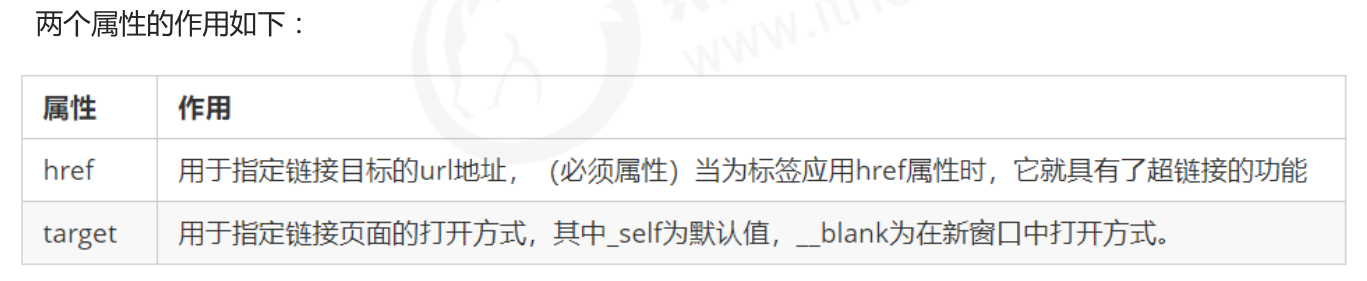 两个属性的作用如下：
www.ithe
属性 作用
href 用于指定链接目标的url地址，（必须属性）当为标签应用href属性时，它就具有了超链接的功能
target 用于指定链接页面的打开方式，其中_self为默认值，__blank为在新窗口中打开方式。